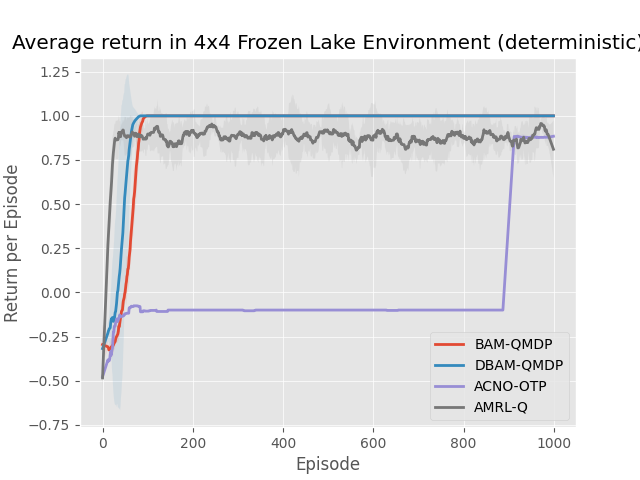 Average return in 4x4 Frozen Lake Environment (deterministic)
1.25
1.00
0.75
0.50
0.25
0.00
−0.25
−0.50
−0.75
Return per Episode
BAM-QMDP
DBAM-QMDP
ACNO-OTP
AMRL-Q
0 200 400 600 800 1000
Episode